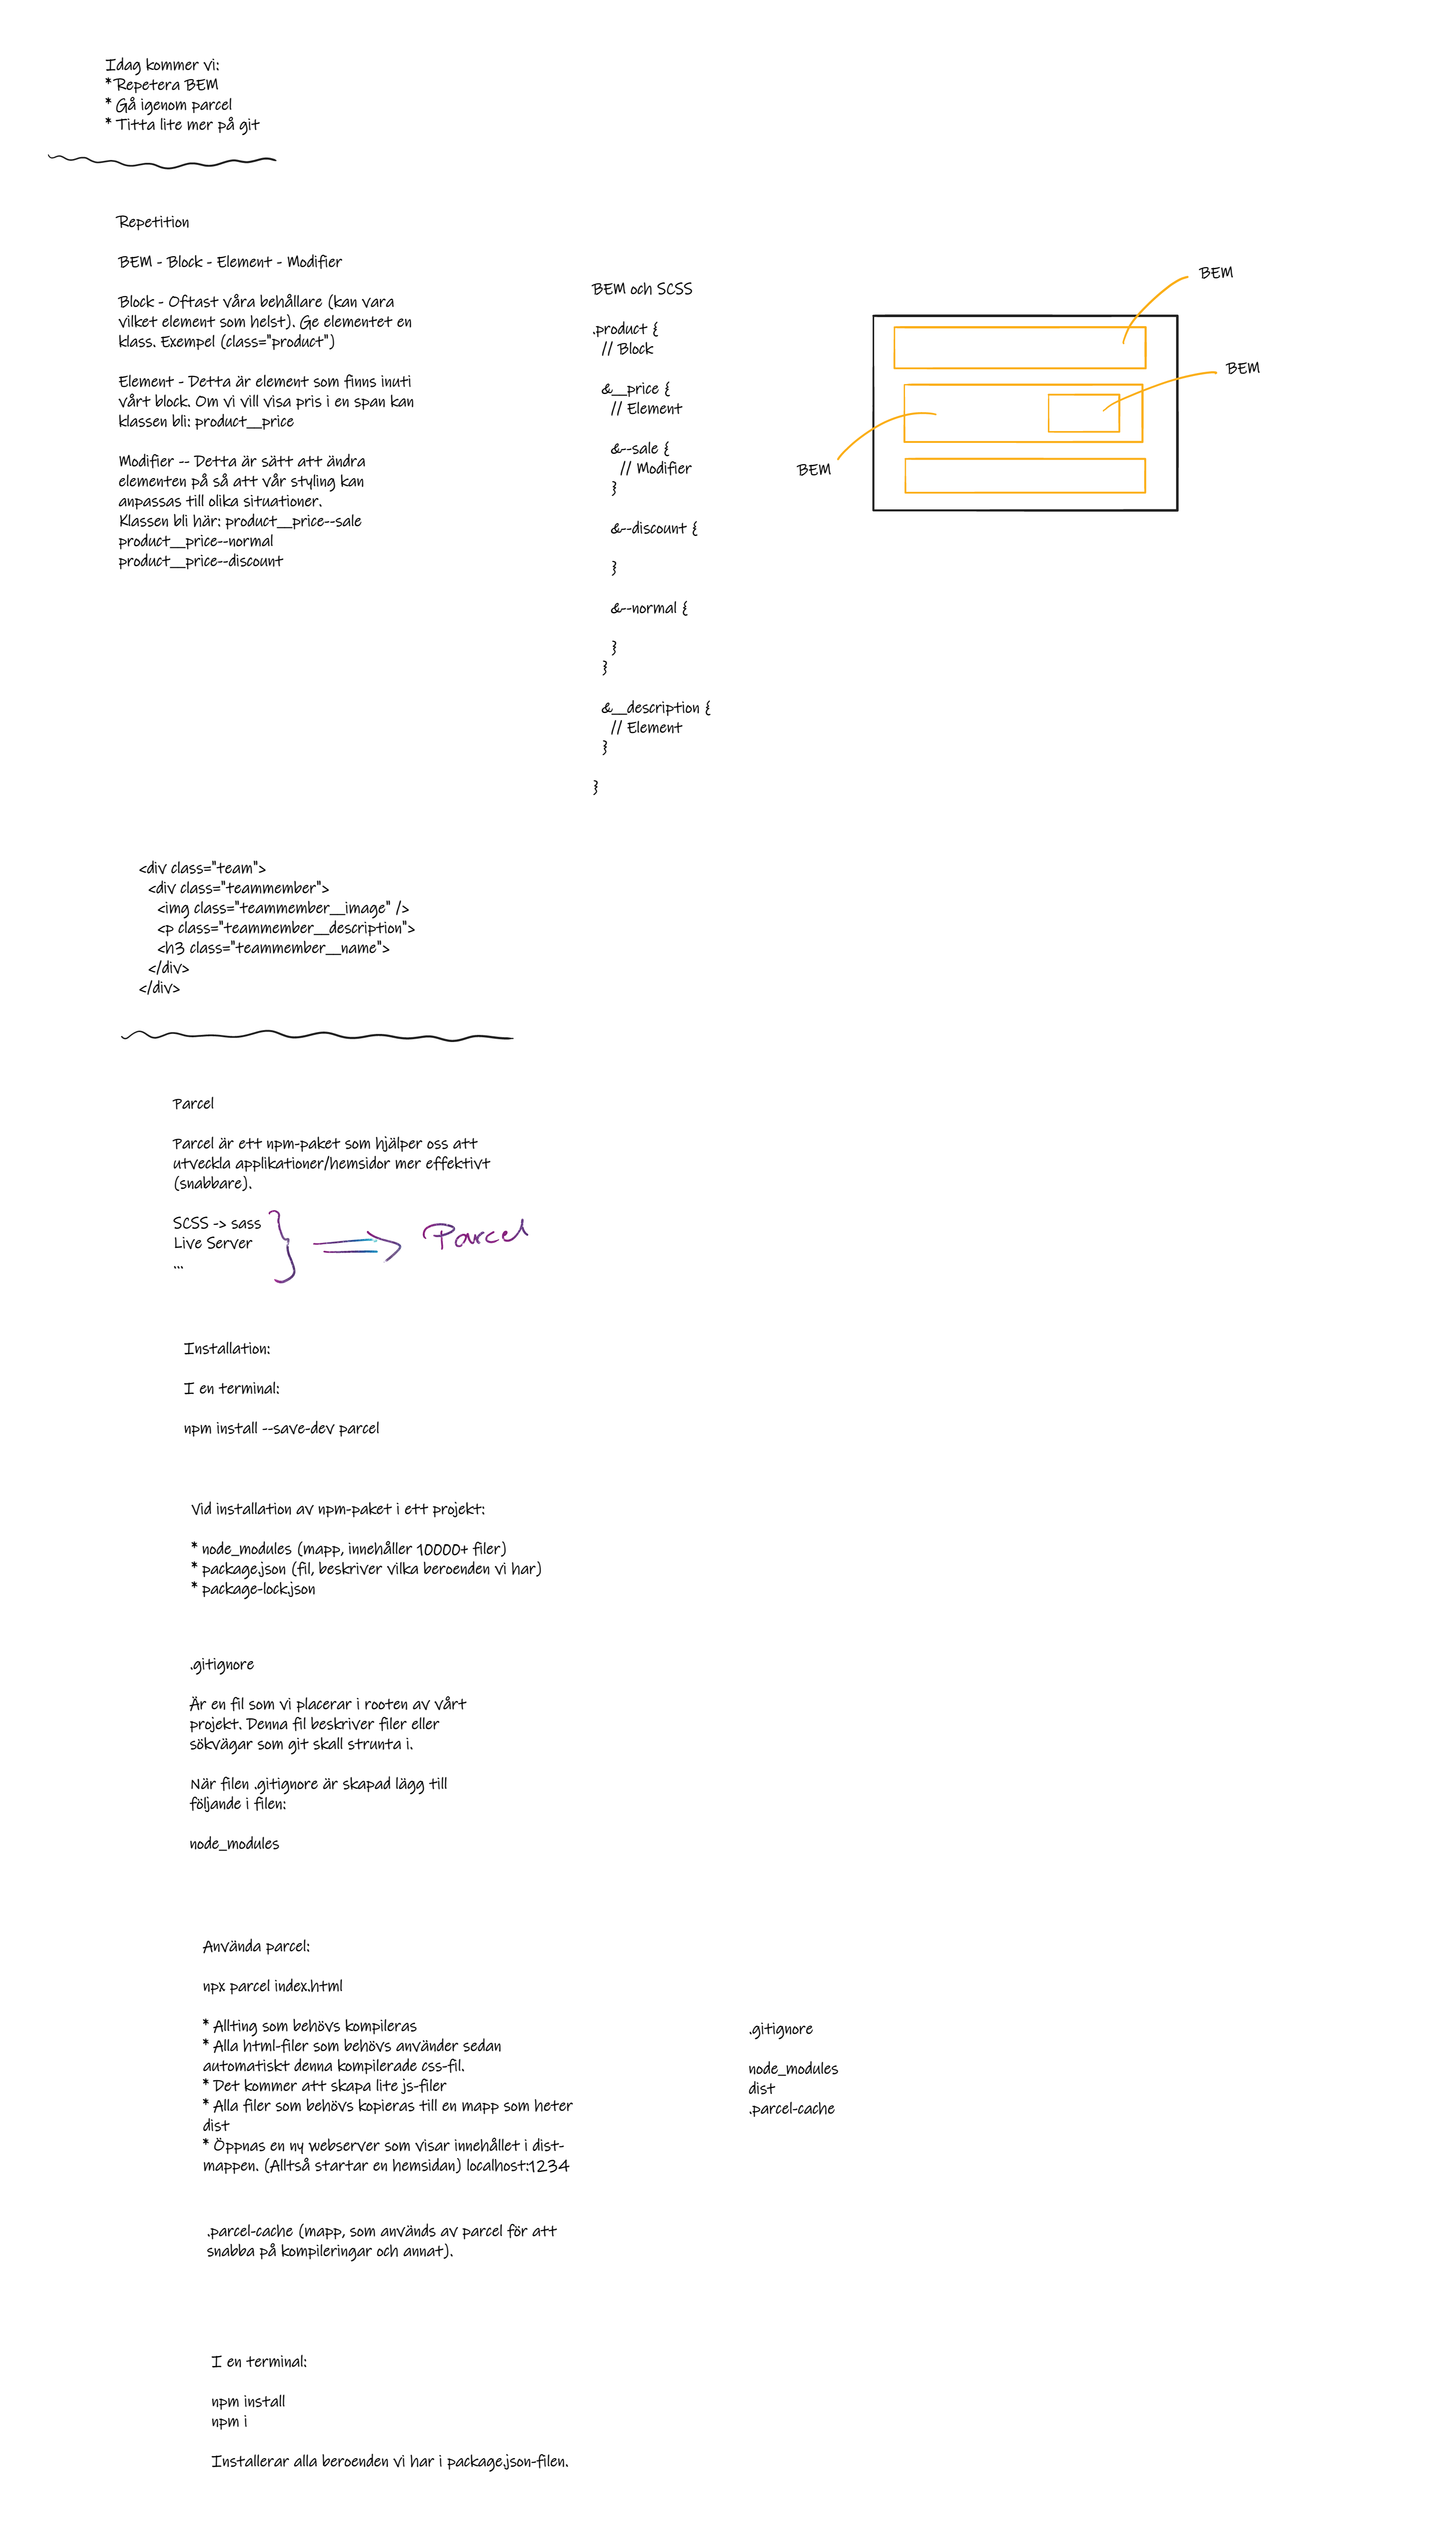 Idag kommer vi:
* Repetera BEM
* Gå igenom parcel
* Titta lite mer på git
Repetition
BEM - Block - Element - Modifier
Block - Oftast våra behållare (kan vara
vilket element som helst). Ge elementet en
klass. Exempel (class="product")
Element - Detta är element som finns inuti
vårt block. Om vi vill visa pris i en span kan
klassen bli: product__price
Modifier -- Detta är sätt att ändra
elementen på så att vår styling kan
anpassas till olika situationer.
Klassen bli här: product__price--sale
product__price--normal
product__price--discount
BEM och SCSS
.product {
// Block
&__price {
// Element
&--sale {
// Modifier
}
&--discount {
}
&--normal {
}
}
&__description {
// Element
}
}
BEM
BEM
BEM
<div class="team">
<div class="teammember">
<img class="teammember__image" />
<p class="teammember__description">
<h3 class="teammember__name">
</div>
</div>
Parcel
Parcel är ett npm-paket som hjälper oss att
utveckla applikationer/hemsidor mer effektivt
(snabbare).
SCSS -> sass
Live Server
...
Parcel
Installation:
I en terminal:
npm install --save-dev parcel
Vid installation av npm-paket i ett projekt:
* node_modules (mapp, innehåller 10000+ filer)
* package.json (fil, beskriver vilka beroenden vi har)
* package-lock.json
.gitignore
Är en fil som vi placerar i rooten av vårt
projekt. Denna fil beskriver filer eller
sökvägar som git skall strunta i.
När filen .gitignore är skapad lägg till
följande i filen:
node_modules
Använda parcel:
npx parcel index.html
* Allting som behövs kompileras
* Alla html-filer som behövs använder sedan
automatiskt denna kompilerade css-fil.
* Det kommer att skapa lite js-filer
* Alla filer som behövs kopieras till en mapp som heter
dist
* Öppnas en ny webserver som visar innehållet i dist-
mappen. (Alltså startar en hemsidan) localhost:1234
.gitignore
node_modules
dist
.parcel-cache
.parcel-cache (mapp, som används av parcel för att
snabba på kompileringar och annat).
I en terminal:
npm install
npm i
Installerar alla beroenden vi har i package.json-filen.